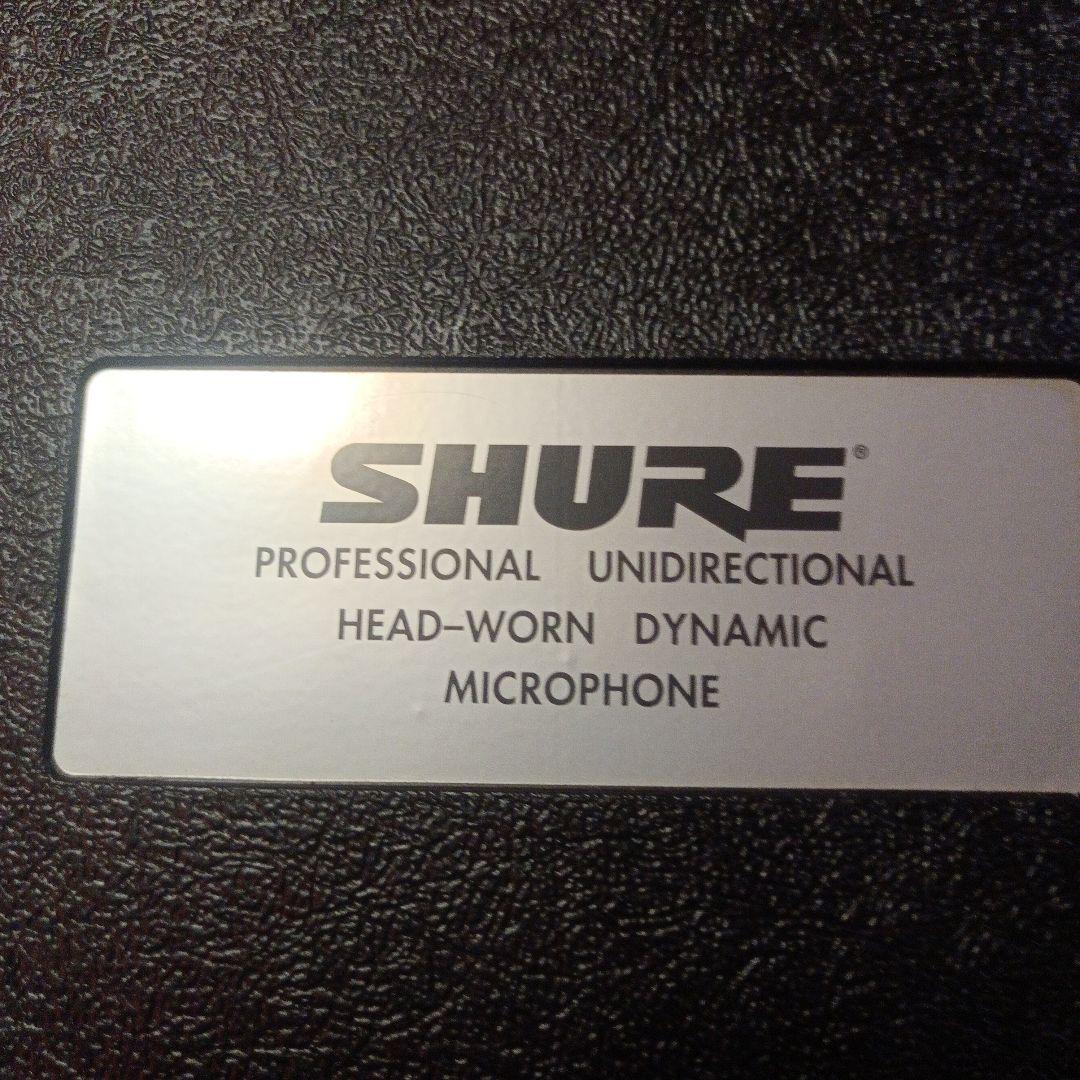 SHURE®
PROFESSIONAL UNIDIRECTIONAL
HEAD–WORN DYNAMIC
MICROPHONE